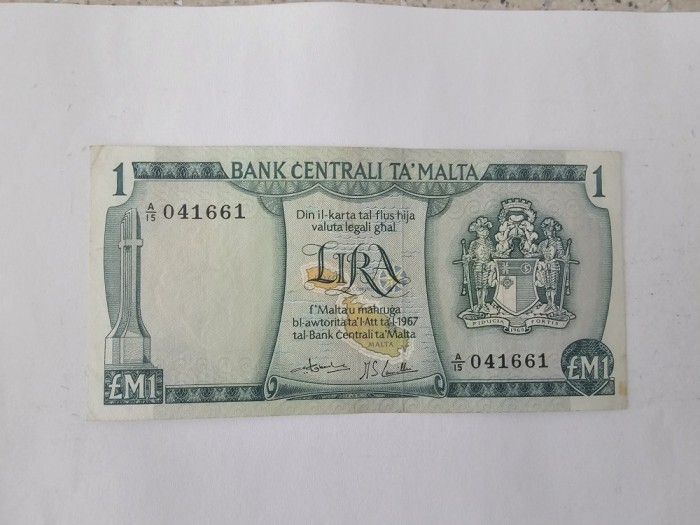 1 BANK ĊENTRALI TA' MALTA 1
A/15 041661
Din il-karta tal-flus hija
valuta legali għal
LIRA
f'Malta u maħruġa
bl-awtorità ta'l-Att ta'l-1967
tal-Bank Ċentrali ta' Malta
MALTA
FIDUCIA 1968 FORTIS
A/15 041661
£M1
£M1